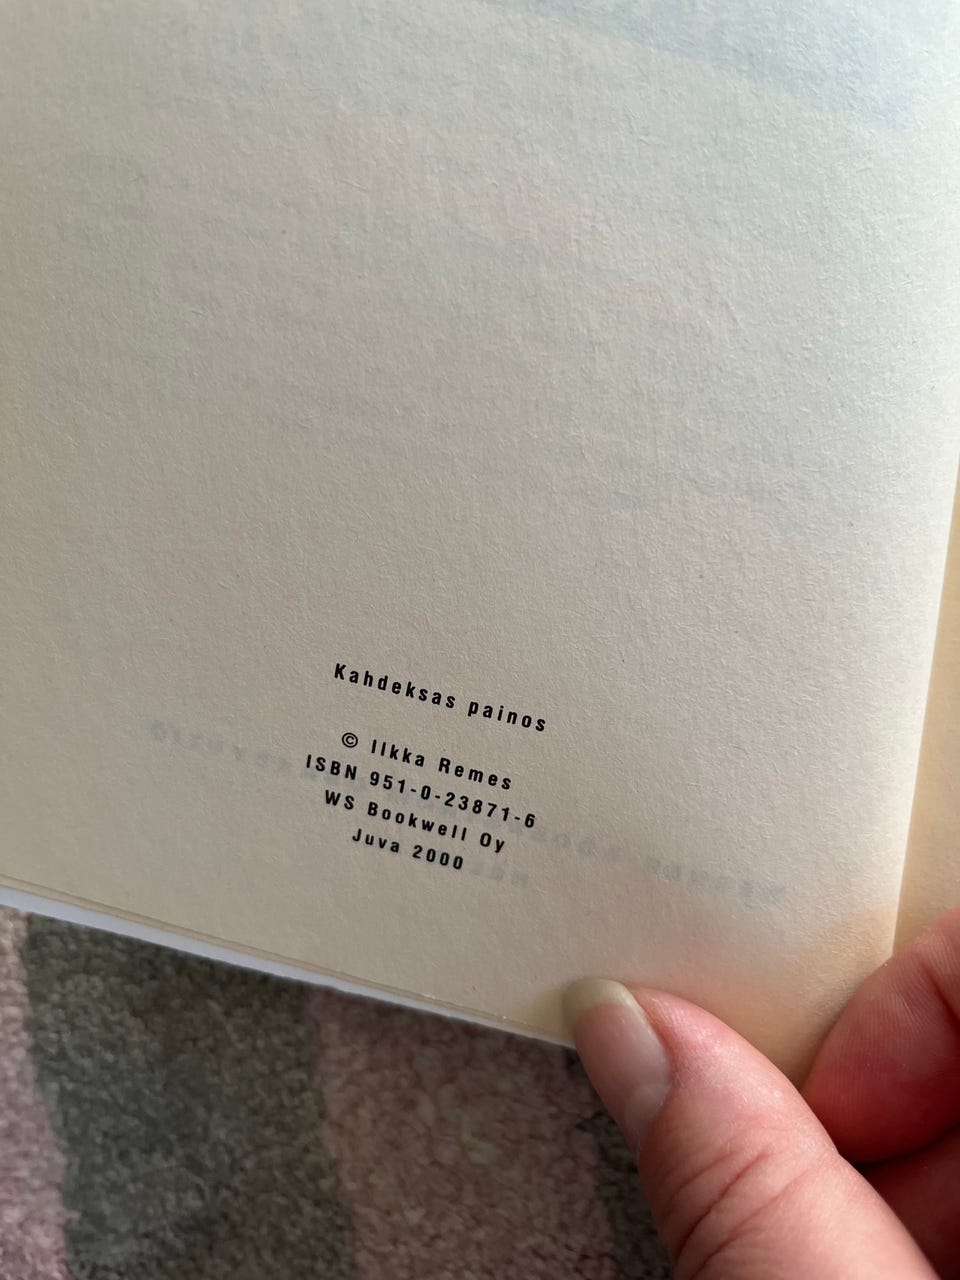 Kahdeksas painos
© Ilkka Remes
ISBN 951-0-23871-6
WS Bookwell Oy
Juva 2000